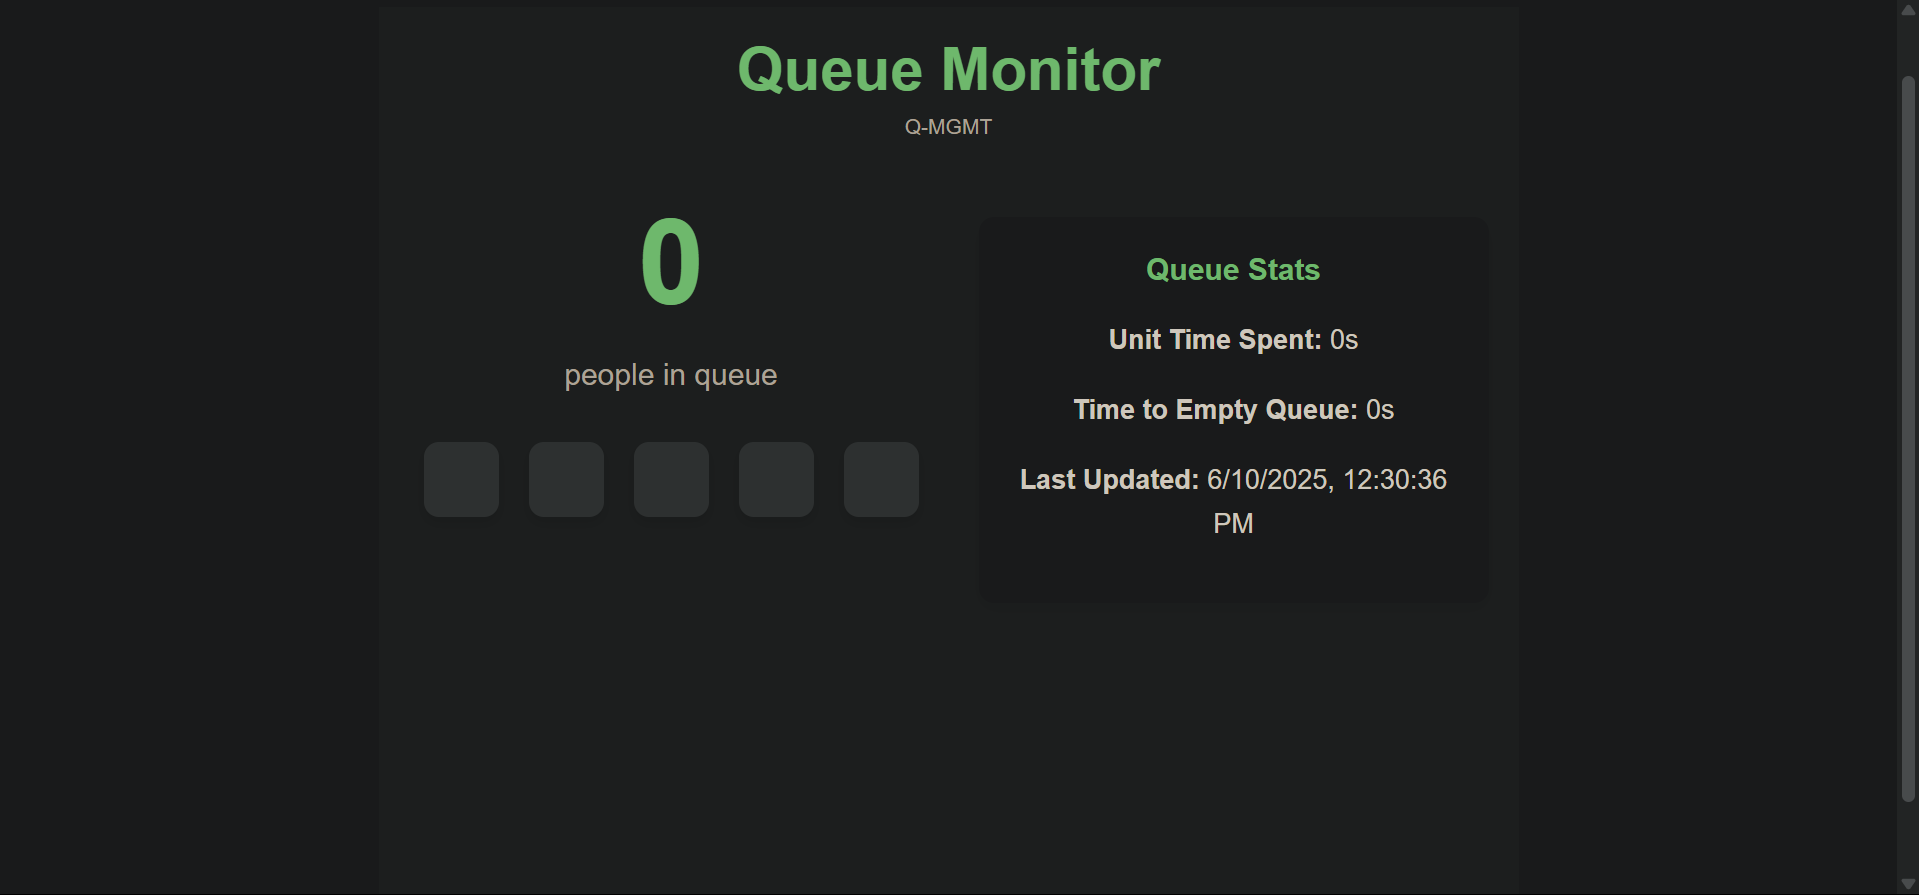 Queue Monitor
Q-MGMT
0
people in queue
Queue Stats
Unit Time Spent: 0s
Time to Empty Queue: 0s
Last Updated: 6/10/2025, 12:30:36
PM